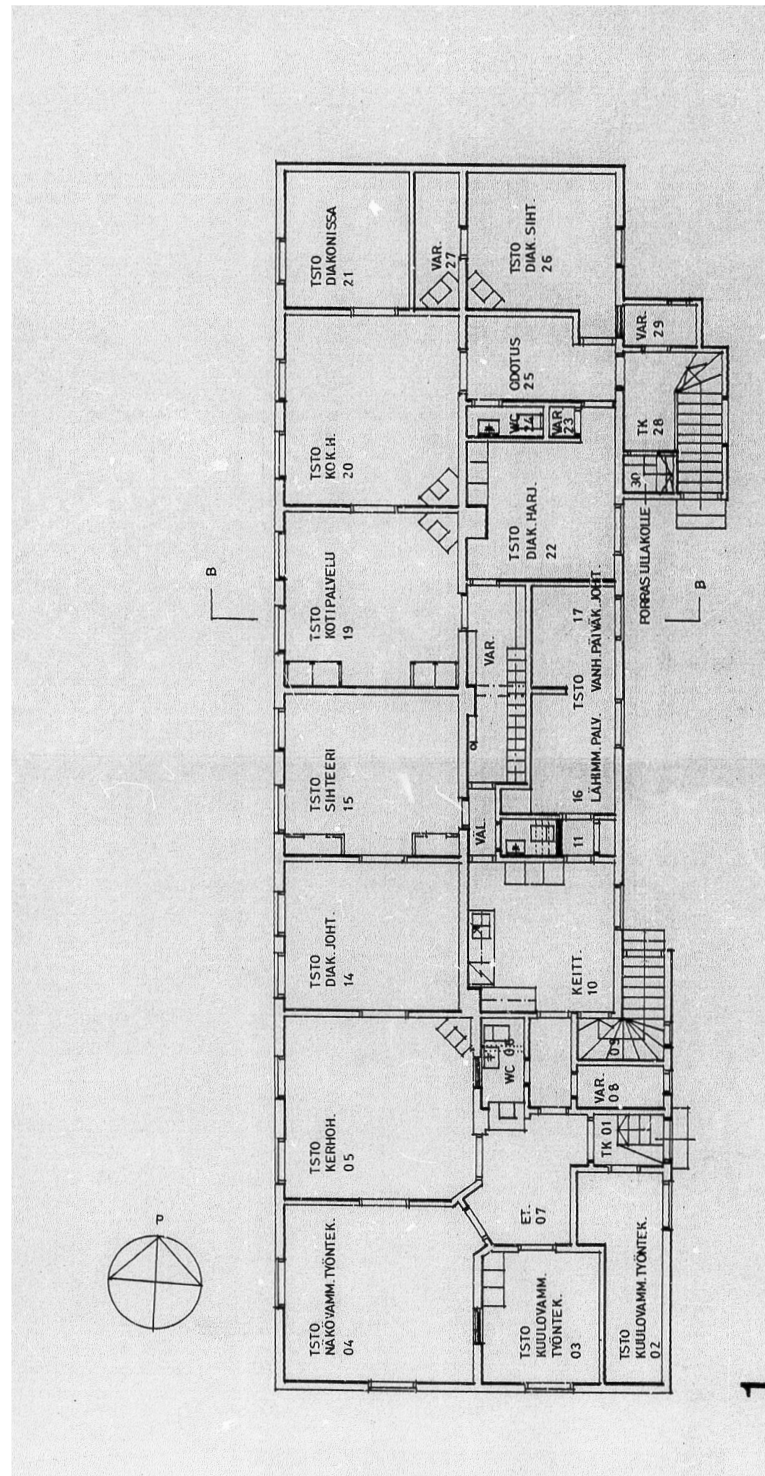 P
B
B
TSTO
NÄKÖVAMM. TYÖNTEK.
04
TSTO
KERHOH.
05
TSTO
DIAK. JOHT.
14
TSTO
SIHTEERI
15
TSTO
KOTIPALVELU
19
TSTO
KOK.H.
20
TSTO
DIAKONISSA
21
VAR.
27
TSTO
DIAK. SIHT.
26
ODOTUS
25
WC
24
VAR.
23
TSTO
DIAK. HARJ.
22
VAR.
VÄL.
TSTO
16 17
LÄHIMM. PALV. VANH. PÄIVÄK. JOHT.
11
KEITT.
10
WC 06
09
VAR.
08
TK 01
ET.
07
TSTO
KUULOVAMM.
TYÖNTEK.
03
TSTO
KUULOVAMM. TYÖNTEK.
02
VAR.
29
TK
28
30
PORRAS ULLAKOLLE
1